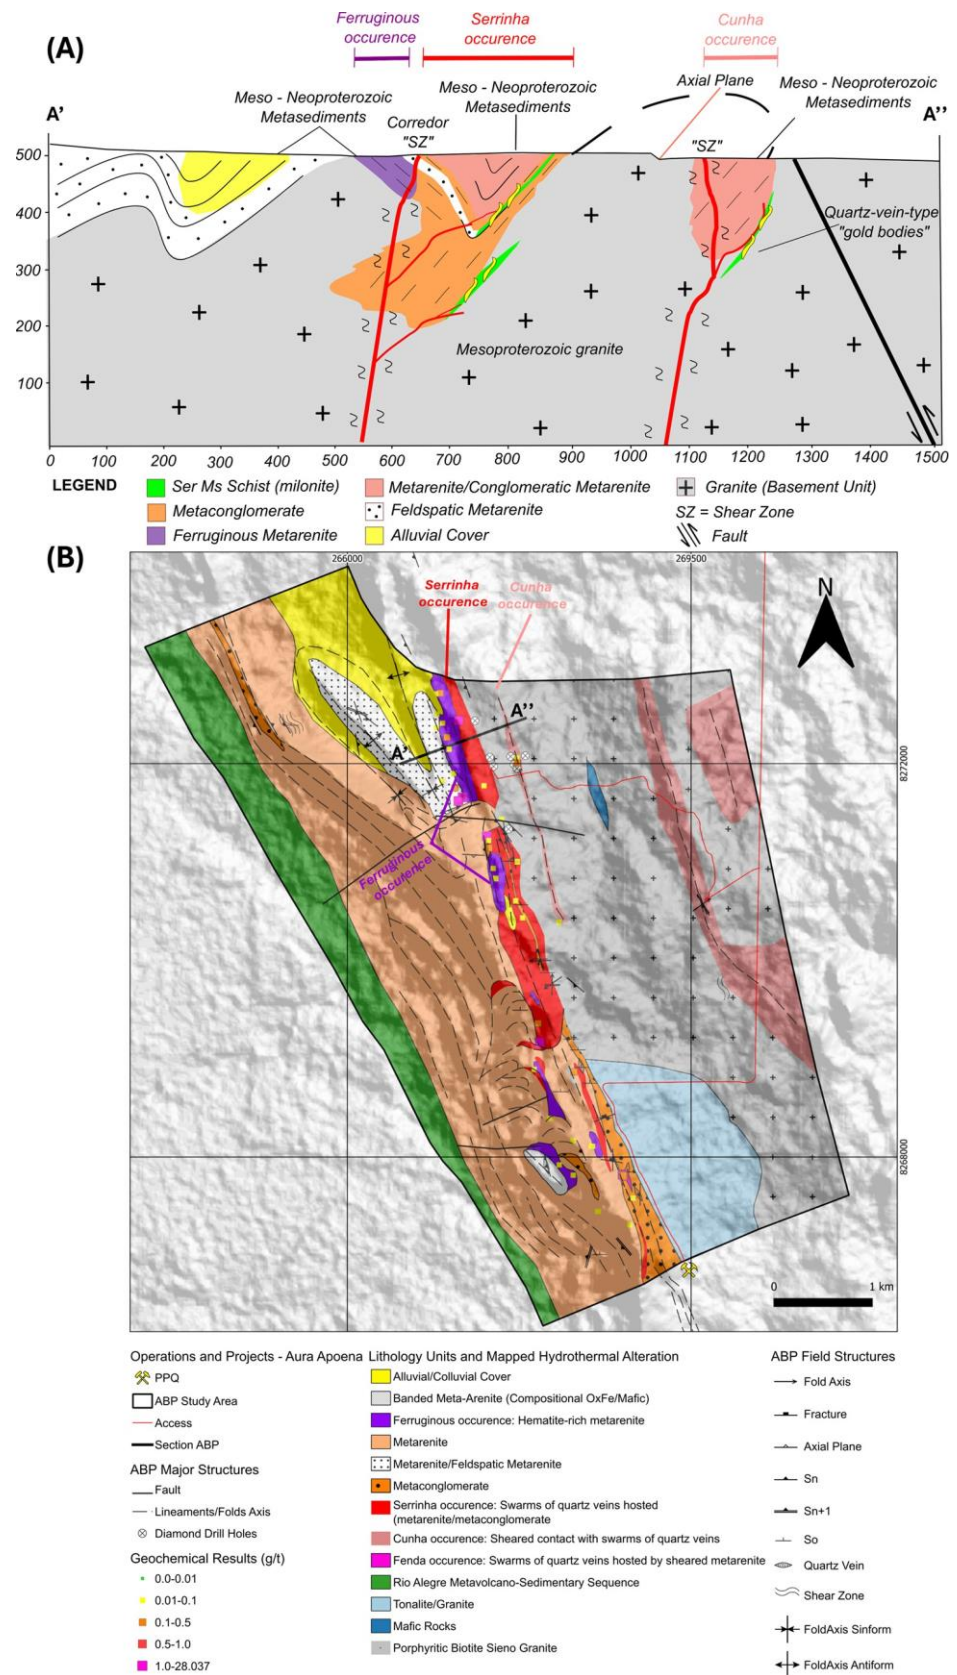 (A)
Ferruginous
occurence
Serrinha
occurence
Cunha
occurence
A'
Meso - Neoproterozoic
Metasediments
Corredor
"SZ"
Meso - Neoproterozoic
Metasediments
Axial Plane
"SZ"
Meso - Neoproterozoic
Metasediments
A''
500
400
300
200
100
Quartz-vein-type
"gold bodies"
Mesoproterozoic granite
0 100 200 300 400 500 600 700 800 900 1000 1100 1200 1300 1400 1500
LEGEND
Ser Ms Schist (milonite)
Metaconglomerate
Ferruginous Metarenite
Metarenite/Conglomeratic Metarenite
Feldspatic Metarenite
Alluvial Cover
Granite (Basement Unit)
SZ = Shear Zone
Fault
(B)
266000
269500
Serrinha
occurence
Cunha
occurence
N
A'
A''
8272000
Ferruginous
occurence
8268000
0 1 km
Operations and Projects - Aura Apoena
PPQ
ABP Study Area
Access
Section ABP
ABP Major Structures
Fault
Lineaments/Folds Axis
Diamond Drill Holes
Geochemical Results (g/t)
0.0-0.01
0.01-0.1
0.1-0.5
0.5-1.0
1.0-28.037
Lithology Units and Mapped Hydrothermal Alteration
Alluvial/Colluvial Cover
Banded Meta-Arenite (Compositional OxFe/Mafic)
Ferruginous occurence: Hematite-rich metarenite
Metarenite
Metarenite/Feldspatic Metarenite
Metaconglomerate
Serrinha occurence: Swarms of quartz veins hosted
(metarenite/metaconglomerate
Cunha occurence: Sheared contact with swarms of quartz veins
Fenda occurence: Swarms of quartz veins hosted by sheared metarenite
Rio Alegre Metavolcano-Sedimentary Sequence
Tonalite/Granite
Mafic Rocks
Porphyritic Biotite Sieno Granite
ABP Field Structures
Fold Axis
Fracture
Axial Plane
Sn
Sn+1
So
Quartz Vein
Shear Zone
FoldAxis Sinform
FoldAxis Antiform